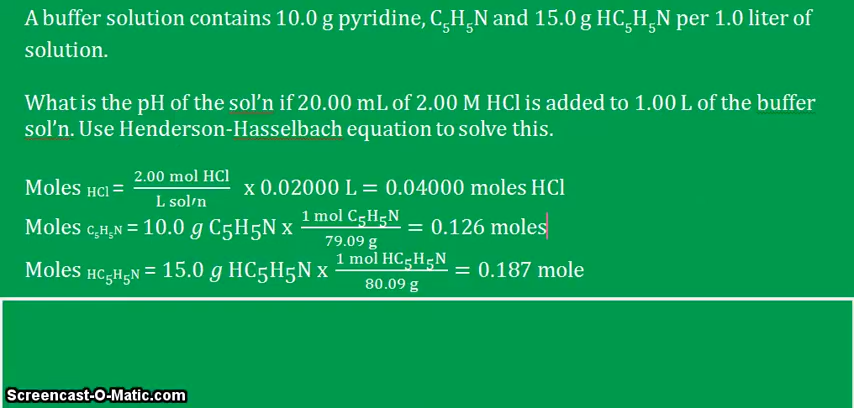 A buffer solution contains 10.0 g pyridine, C₅H₅N and 15.0 g HC₅H₅N per 1.0 liter of
solution.
What is the pH of the sol’n if 20.00 mL of 2.00 M HCl is added to 1.00 L of the buffer
sol’n. Use Henderson-Hasselbach equation to solve this.
Moles HCl = 2.00 mol HCl / L sol′n x 0.02000 L = 0.04000 moles HCl
Moles C₅H₅N = 10.0 g C5H5N x 1 mol C5H5N / 79.09 g = 0.126 moles
Moles HC₅H₅N = 15.0 g HC5H5N x 1 mol HC5H5N / 80.09 g = 0.187 mole
Screencast-O-Matic.com